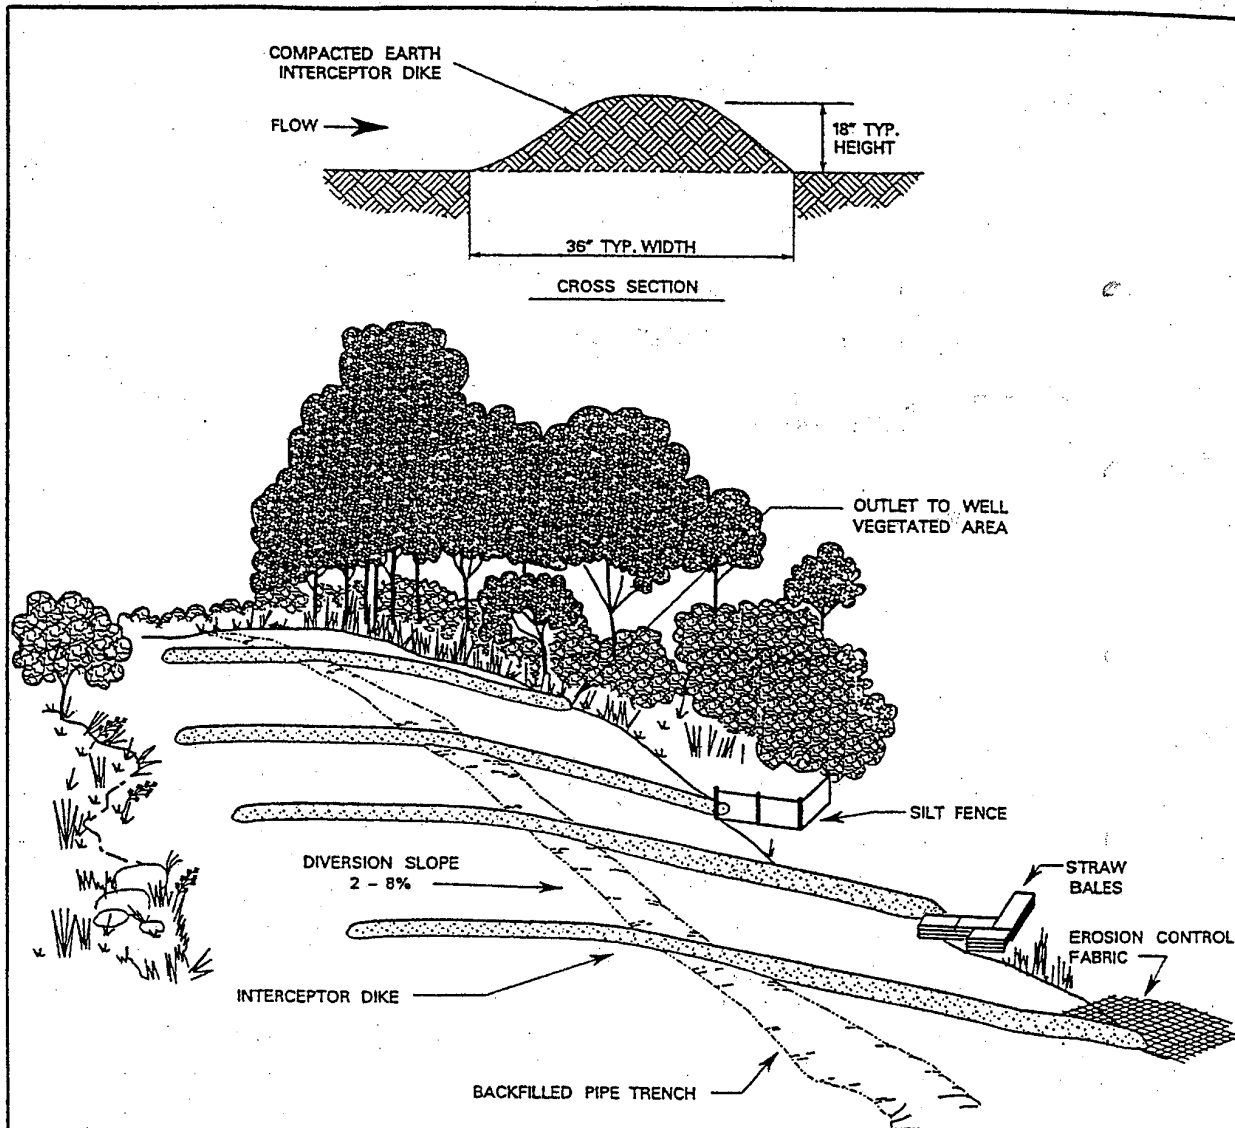 COMPACTED EARTH
INTERCEPTOR DIKE
FLOW
18" TYP.
HEIGHT
36" TYP. WIDTH
CROSS SECTION
OUTLET TO WELL
VEGETATED AREA
SILT FENCE
DIVERSION SLOPE
2 - 8%
STRAW
BALES
EROSION CONTROL
FABRIC
INTERCEPTOR DIKE
BACKFILLED PIPE TRENCH